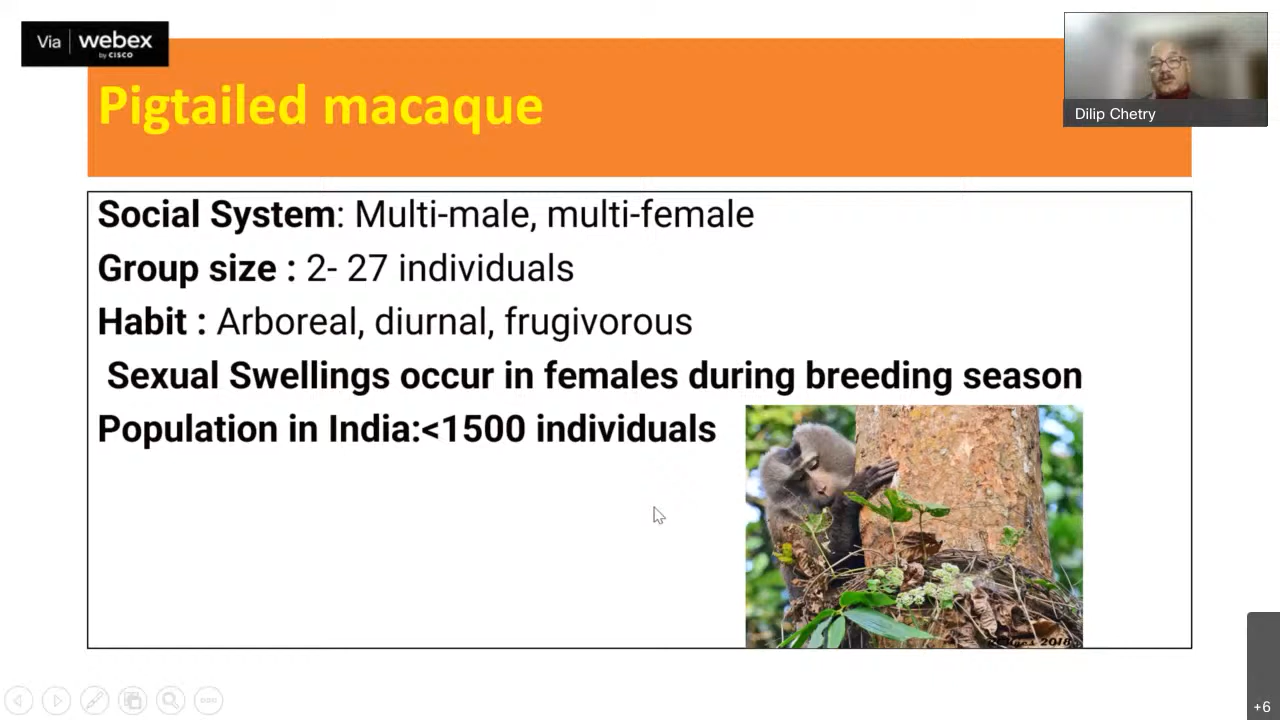 Via webex
by CISCO
Pigtailed macaque
Dilip Chetry
Social System: Multi-male, multi-female
Group size : 2- 27 individuals
Habit : Arboreal, diurnal, frugivorous
Sexual Swellings occur in females during breeding season
Population in India:<1500 individuals
2018
+6